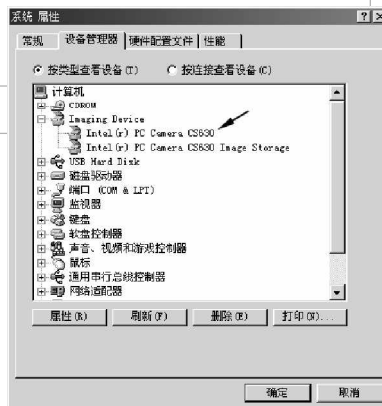 系统 属性
常规 设备管理器 硬件配置文件 性能
按类型查看设备(T) 按连接查看设备(C)
计算机
CDROM
Imaging Device
Intel(r) PC Camera CS630
Intel(r) PC Camera CS630 Image Storage
USB Hard Disk
磁盘驱动器
端口 (COM & LPT)
监视器
键盘
软盘控制器
声音、视频和游戏控制器
鼠标
通用串行总线控制器
网络适配器
属性(R) 刷新(F) 删除(E) 打印(N)...
确定 取消